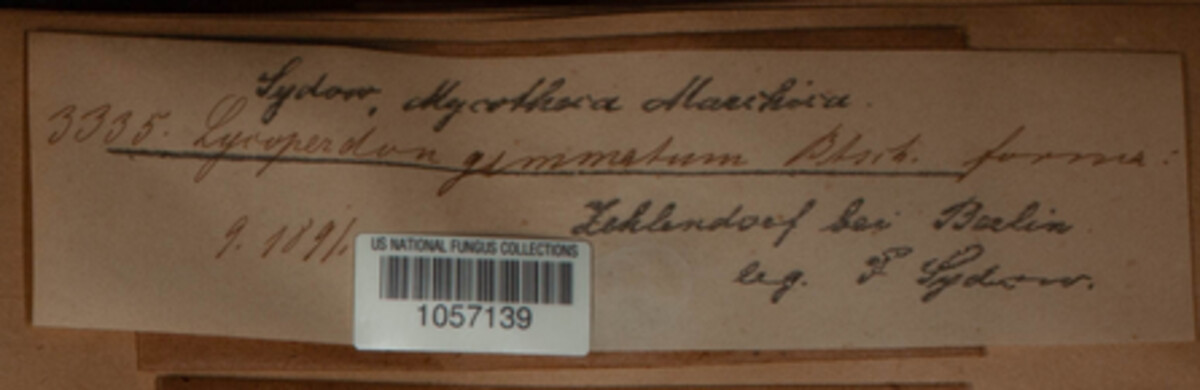 Sydow, Mycotheca Marchica.
3335. Lycoperdon gemmatum Btsch. forma:
9. 1891.
Zehlendorf bei Berlin
leg. P Sydow.
US NATIONAL FUNGUS COLLECTIONS
1057139